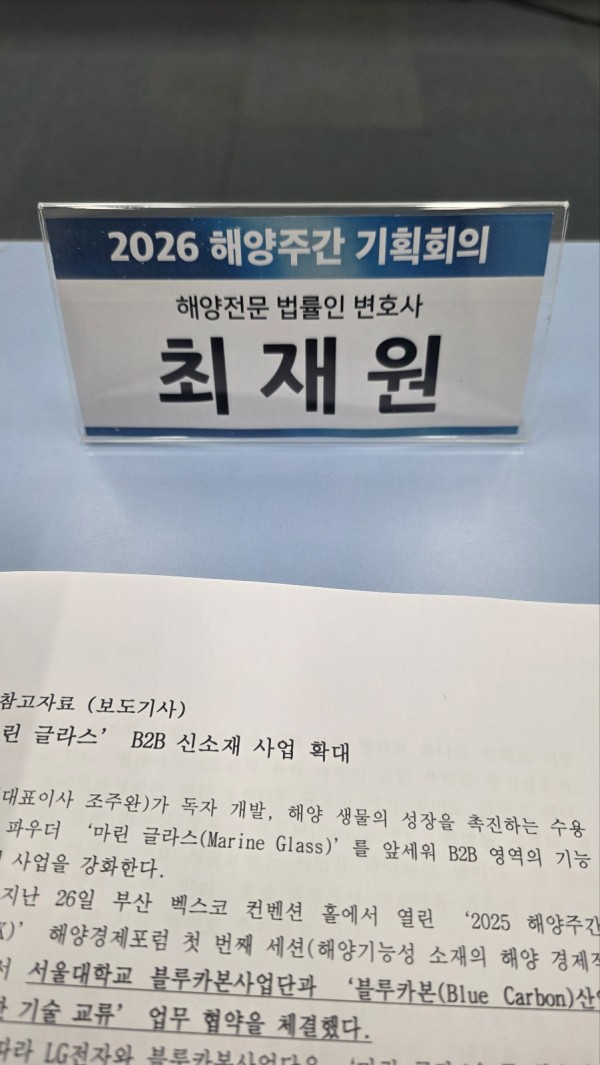 2026 해양주간 기획회의
해양전문 법률인 변호사
최재원
참고자료 (보도기사)
린 글라스’ B2B 신소재 사업 확대
대표이사 조주완)가 독자 개발, 해양 생물의 성장을 촉진하는 수용
파우더 ‘마린 글라스(Marine Glass)’를 앞세워 B2B 영역의 기능
사업을 강화한다.
지난 26일 부산 벡스코 컨벤션 홀에서 열린 ‘2025 해양주간
)’ 해양경제포럼 첫 번째 세션(해양기능성 소재의 해양 경제적
서 서울대학교 블루카본사업단과 ‘블루카본(Blue Carbon)산업
한 기술 교류’ 업무 협약을 체결했다.
따라 LG전자와 블루카본사업단은